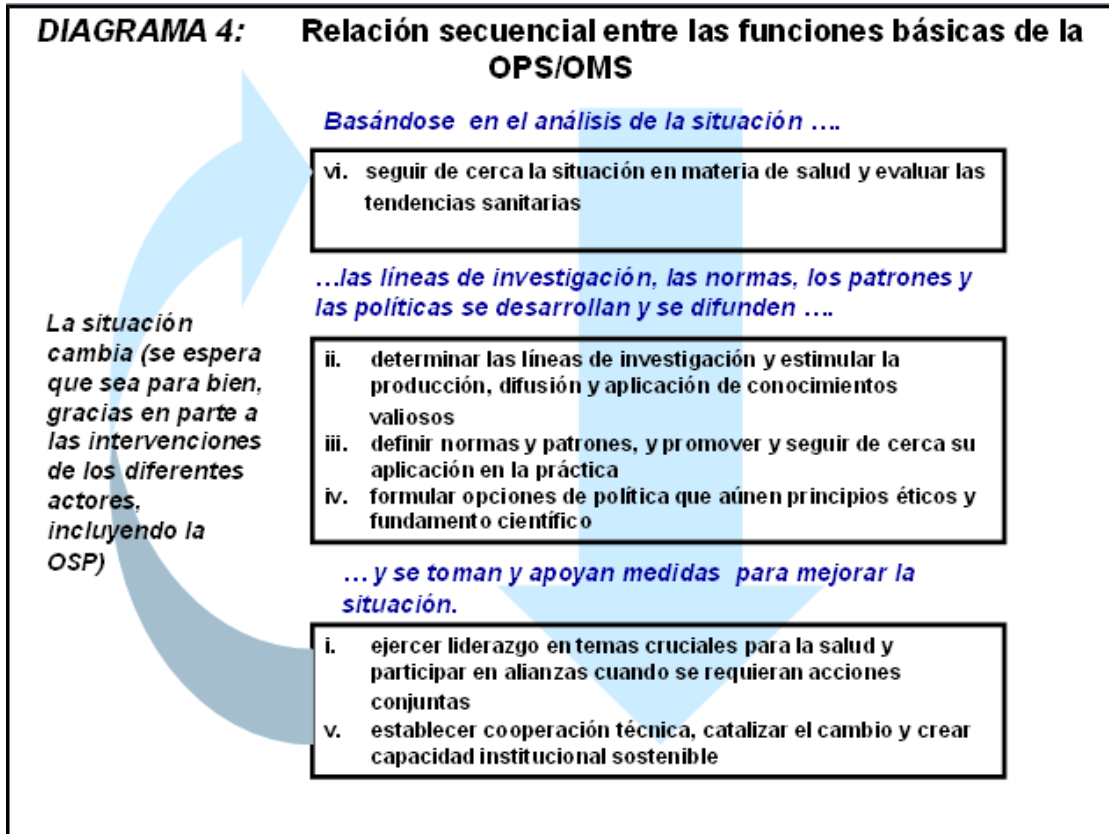 DIAGRAMA 4: Relación secuencial entre las funciones básicas de la
OPS/OMS
Basándose en el análisis de la situación ....
vi. seguir de cerca la situación en materia de salud y evaluar las
tendencias sanitarias
...las líneas de investigación, las normas, los patrones y
las políticas se desarrollan y se difunden ....
La situación
cambia (se espera
que sea para bien,
gracias en parte a
las intervenciones
de los diferentes
actores,
incluyendo la
OSP)
ii. determinar las líneas de investigación y estimular la
producción, difusión y aplicación de conocimientos
valiosos
iii. definir normas y patrones, y promover y seguir de cerca su
aplicación en la práctica
iv. formular opciones de política que aúnen principios éticos y
fundamento científico
... y se toman y apoyan medidas para mejorar la
situación.
i. ejercer liderazgo en temas cruciales para la salud y
participar en alianzas cuando se requieran acciones
conjuntas
v. establecer cooperación técnica, catalizar el cambio y crear
capacidad institucional sostenible